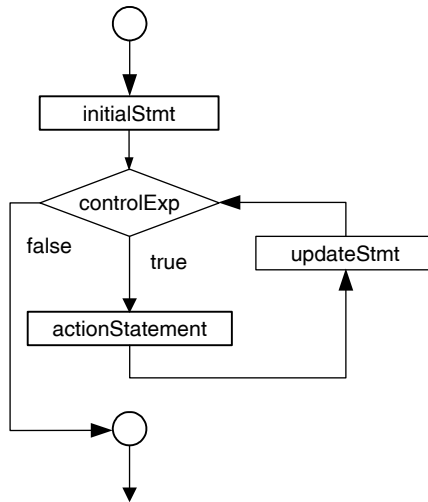 initialStmt
controlExp
false
true
updateStmt
actionStatement